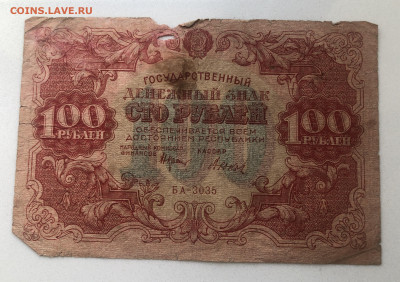 COINS.LAVE.RU
ГОСУДАРСТВЕННЫЙ
ДЕНЕЖНЫЙ ЗНАК
СТО РУБЛЕЙ
100 РУБЛЕЙ
100 РУБЛЕЙ
ОБЕСПЕЧИВАЕТСЯ ВСЕМ
ДОСТОЯНИЕМ РЕСПУБЛИКИ
НАРОДНЫЙ КОМИССАР
ФИНАНСОВ
КАССИР
БА-3035